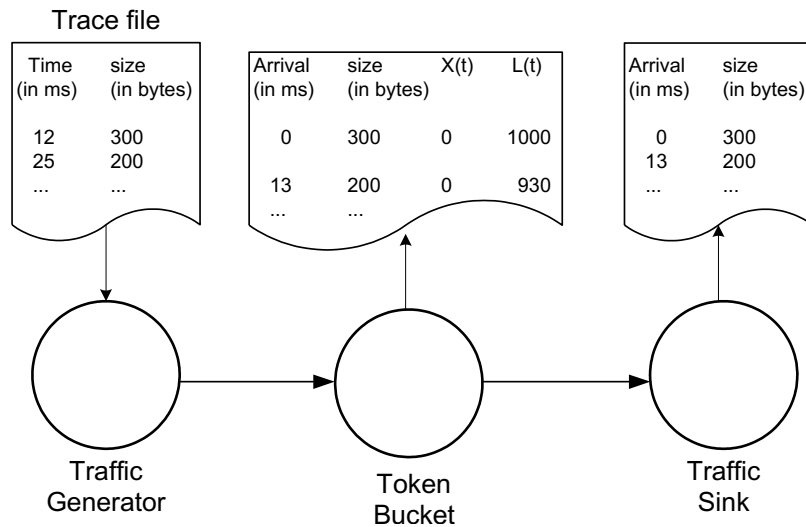 Trace file
Time size
(in ms) (in bytes)
12 300
25 200
... ...
Arrival size X(t) L(t)
(in ms) (in bytes)
0 300 0 1000
13 200 0 930
... ...
Arrival size
(in ms) (in bytes)
0 300
13 200
... ...
Traffic
Generator
Token
Bucket
Traffic
Sink